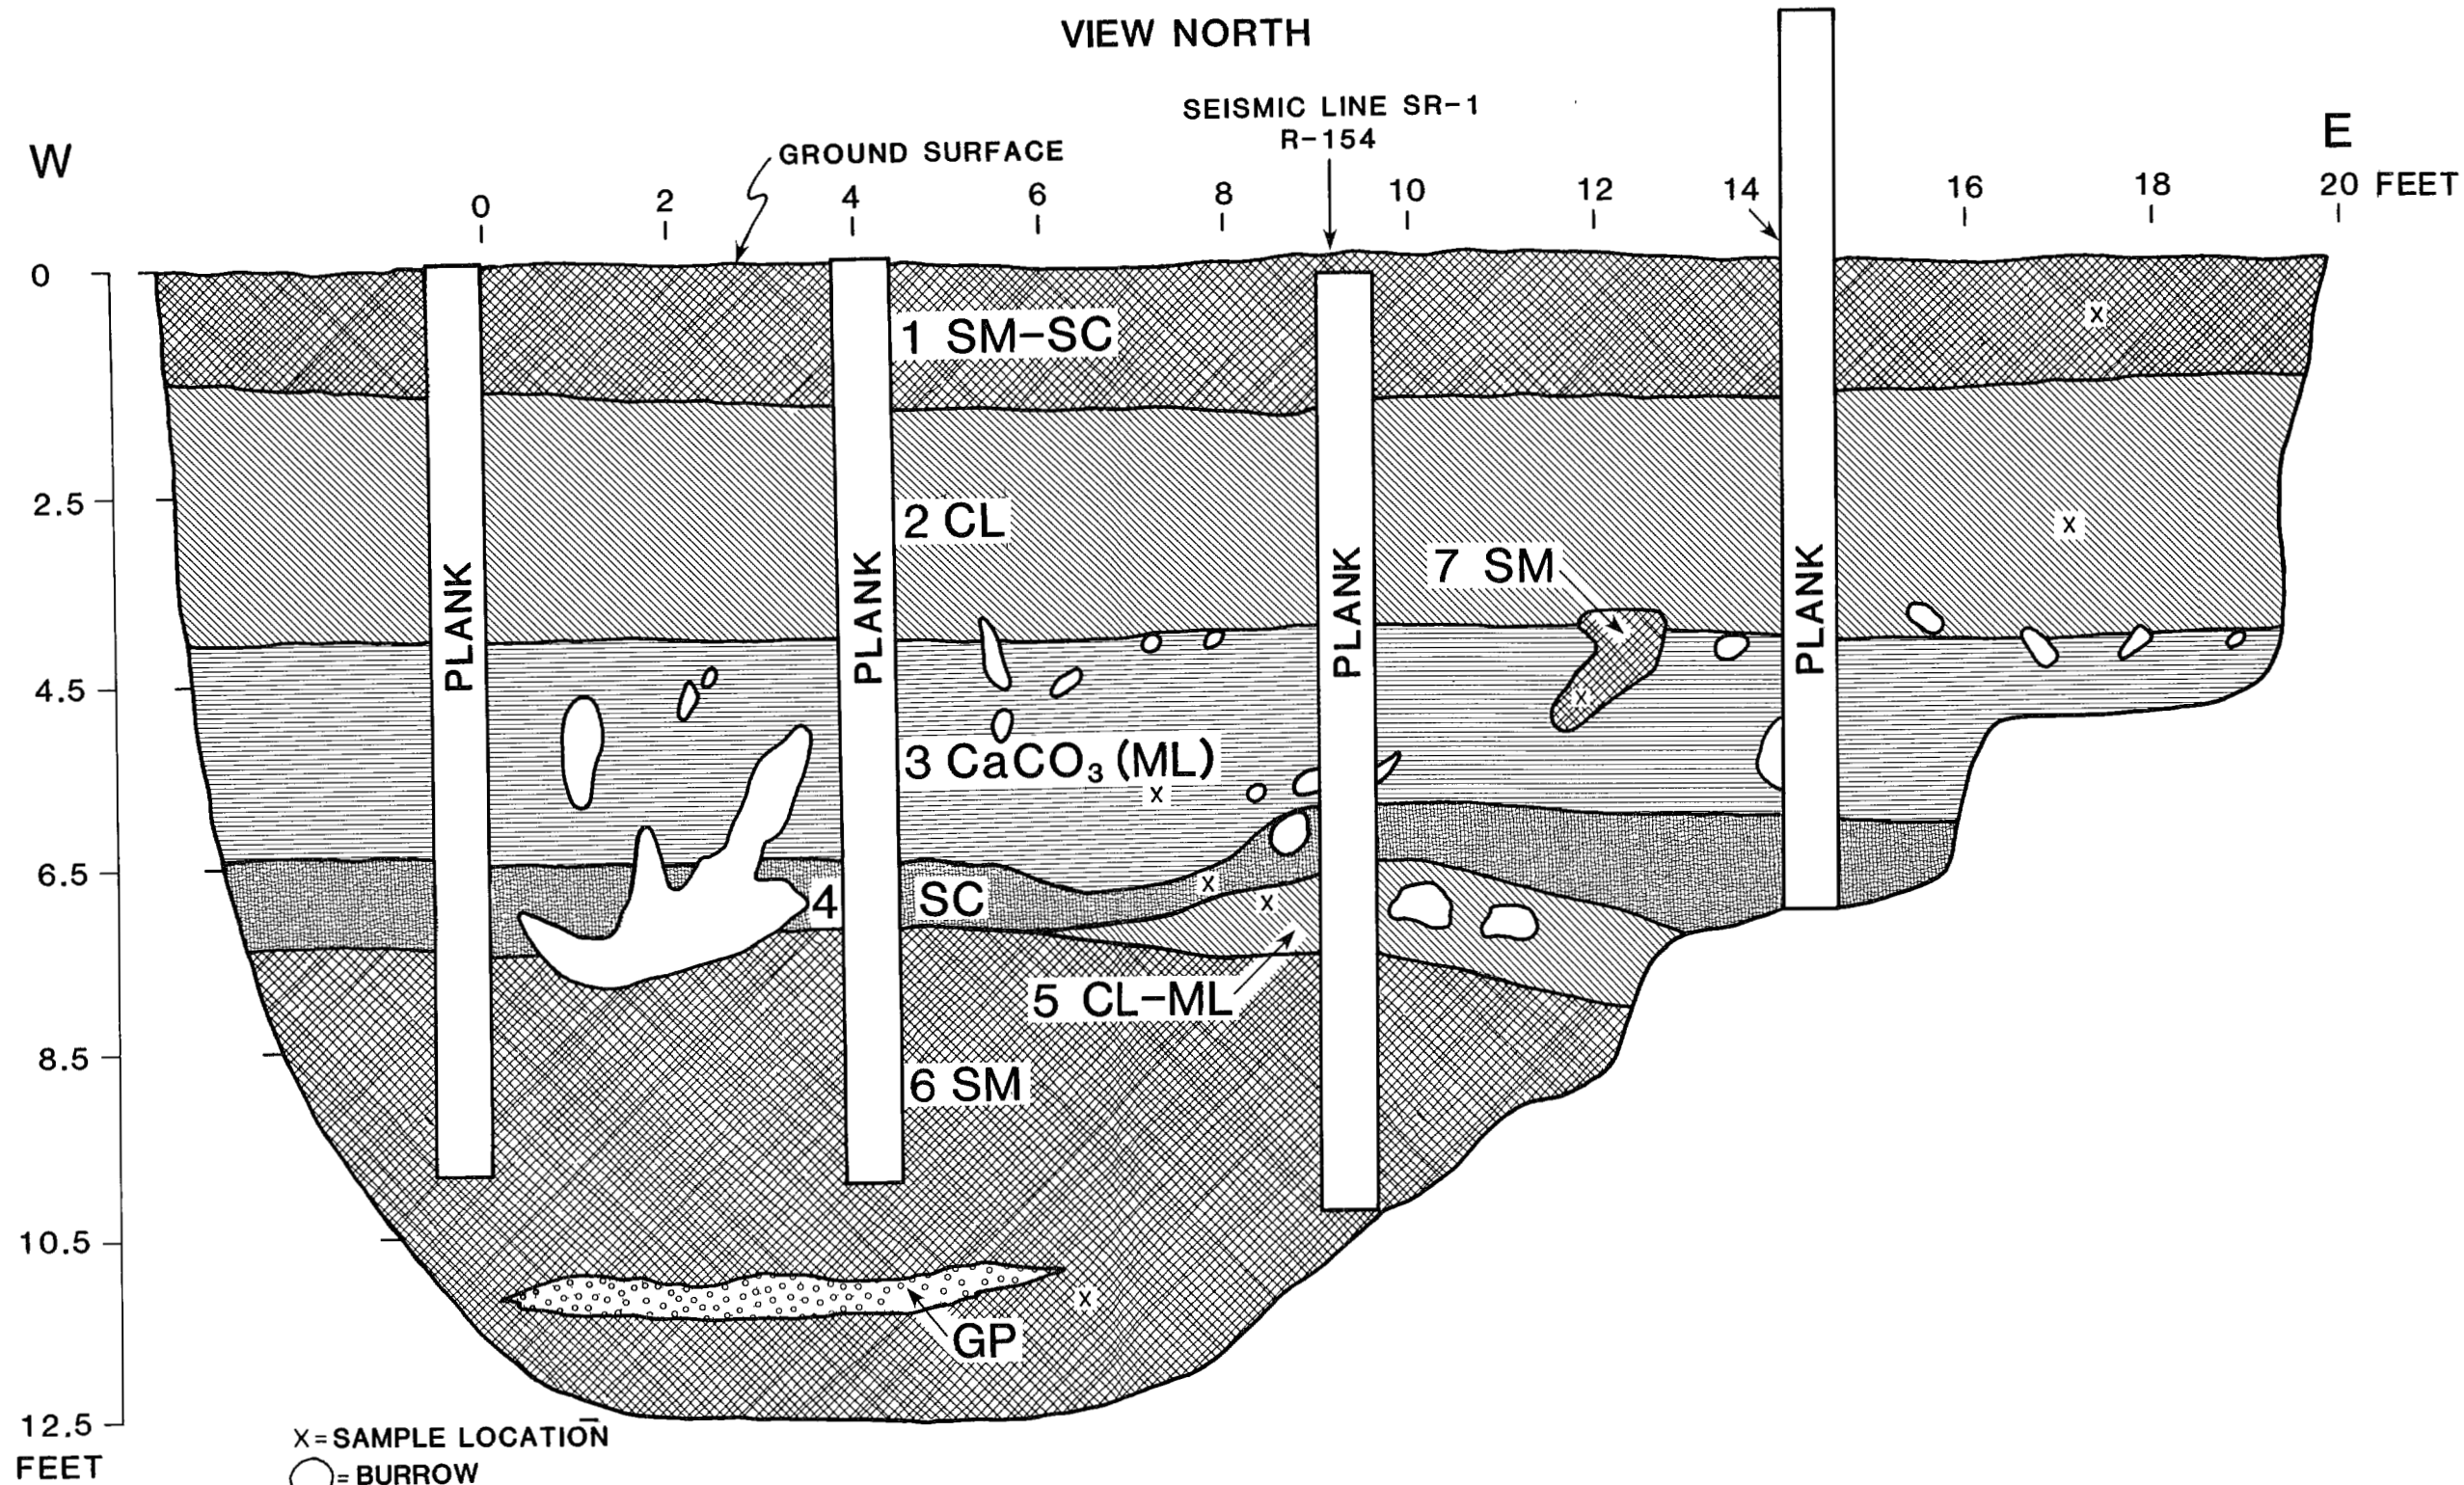 VIEW NORTH
SEISMIC LINE SR-1
R-154
W
GROUND SURFACE
E
0 2 4 6 8 10 12 14 16 18 20 FEET
0
1 SM-SC
x
2.5
2 CL
x
PLANK
PLANK
PLANK
PLANK
7 SM
x
4.5
3 CaCO₃ (ML)
x
6.5
4 SC
x
x
5 CL-ML
8.5
6 SM
10.5
x
GP
12.5
FEET
x = SAMPLE LOCATION
= BURROW